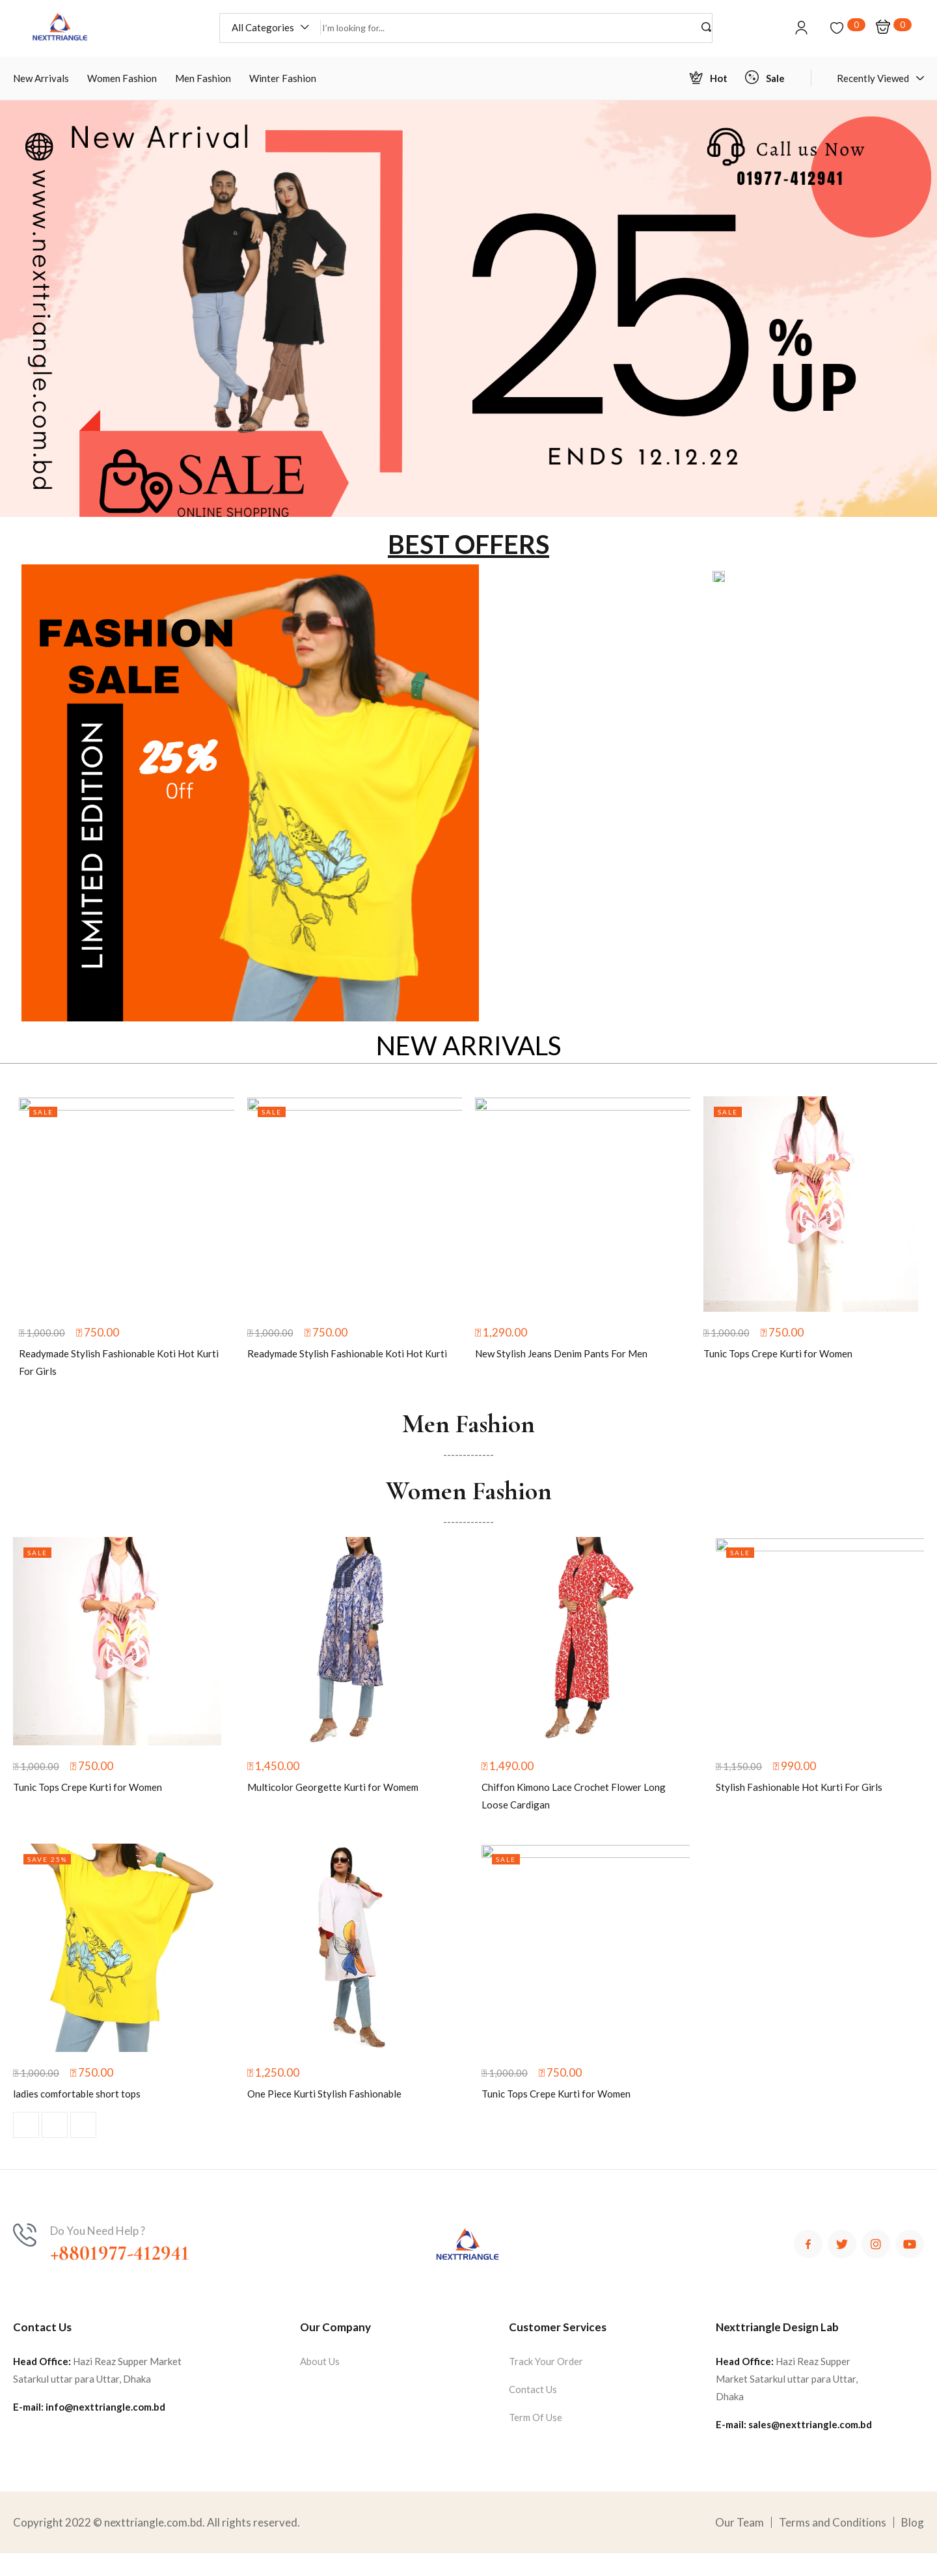 NEXTTRIANGLE
All Categories
I'm looking for...
0
0
New Arrivals
Women Fashion
Men Fashion
Winter Fashion
Hot
Sale
Recently Viewed
New Arrival
www.nexttriangle.com.bd
Call us Now
01977-412941
25
%
UP
ENDS 12.12.22
SALE
ONLINE SHOPPING
BEST OFFERS
FASHION
SALE
LIMITED EDITION
25%
Off
NEW ARRIVALS
SALE
SALE
SALE
1,000.00 750.00
Readymade Stylish Fashionable Koti Hot Kurti
For Girls
1,000.00 750.00
Readymade Stylish Fashionable Koti Hot Kurti
1,290.00
New Stylish Jeans Denim Pants For Men
1,000.00 750.00
Tunic Tops Crepe Kurti for Women
Men Fashion
-------------
Women Fashion
-------------
SALE
SALE
1,000.00 750.00
Tunic Tops Crepe Kurti for Women
1,450.00
Multicolor Georgette Kurti for Womem
1,490.00
Chiffon Kimono Lace Crochet Flower Long
Loose Cardigan
1,150.00 990.00
Stylish Fashionable Hot Kurti For Girls
SAVE 25%
SALE
1,000.00 750.00
ladies comfortable short tops
1,250.00
One Piece Kurti Stylish Fashionable
1,000.00 750.00
Tunic Tops Crepe Kurti for Women
Do You Need Help ?
+8801977-412941
NEXTTRIANGLE
Contact Us
Head Office: Hazi Reaz Supper Market
Satarkul uttar para Uttar, Dhaka
E-mail: info@nexttriangle.com.bd
Our Company
About Us
Customer Services
Track Your Order
Contact Us
Term Of Use
Nexttriangle Design Lab
Head Office: Hazi Reaz Supper
Market Satarkul uttar para Uttar,
Dhaka
E-mail: sales@nexttriangle.com.bd
Copyright 2022 © nexttriangle.com.bd. All rights reserved.
Our Team
Terms and Conditions
Blog